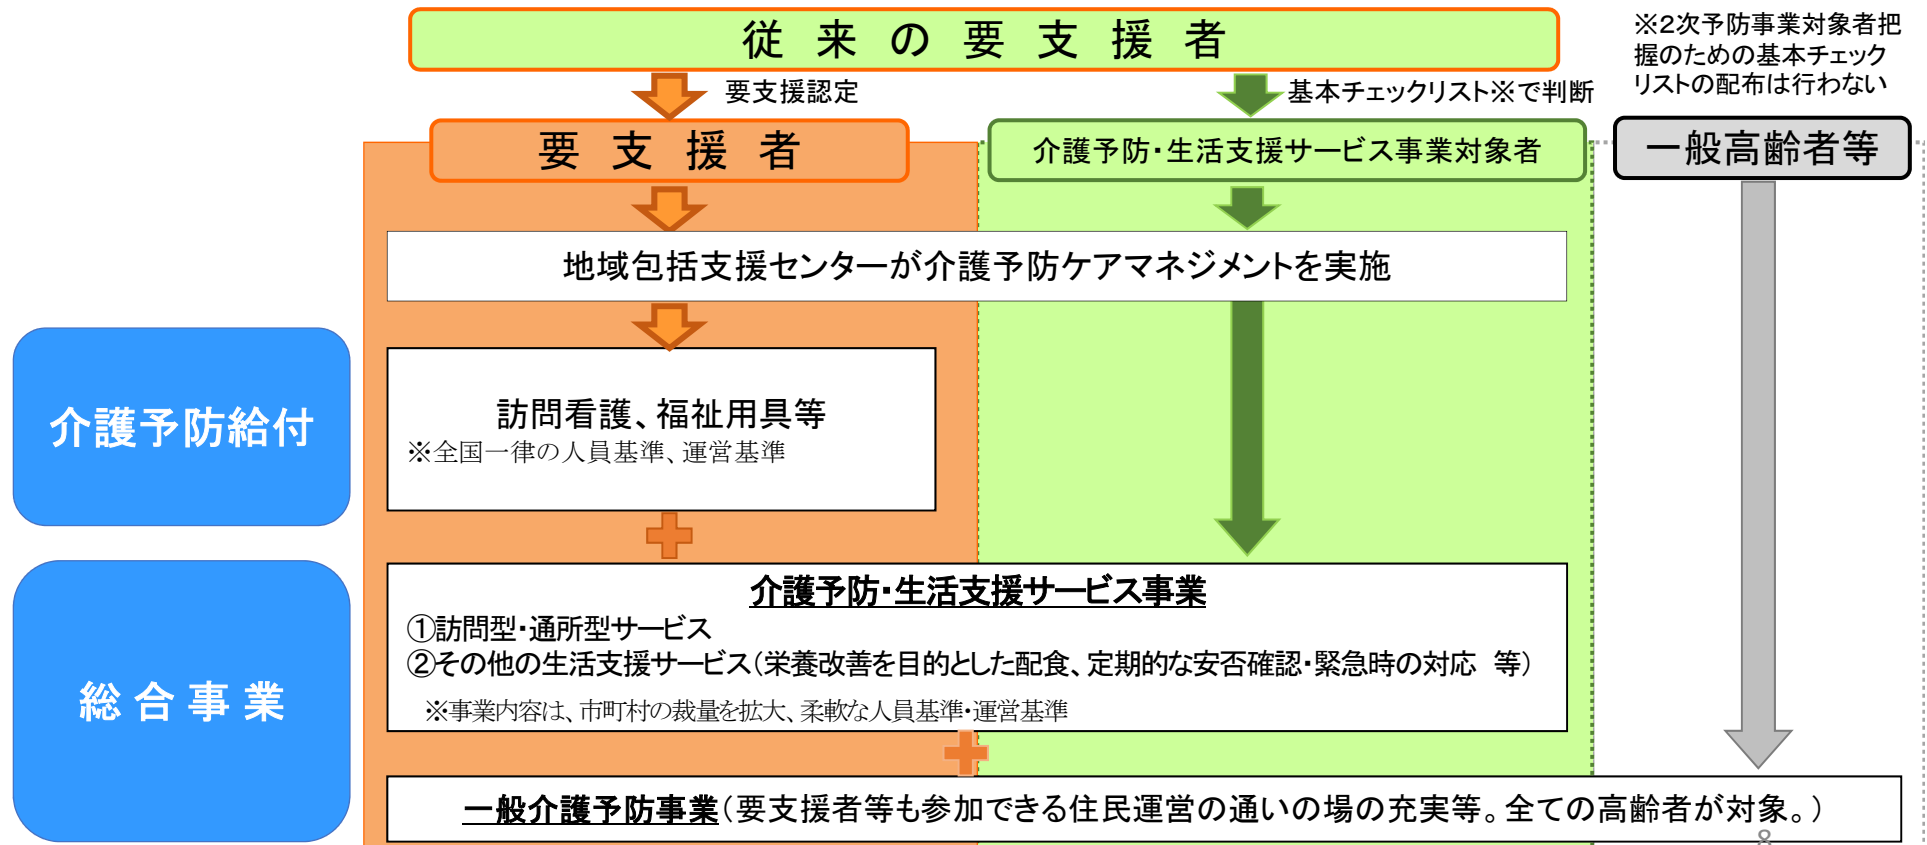 従来の要支援者
※2次予防事業対象者把
握のための基本チェック
リストの配布は行わない
要支援認定
基本チェックリスト※で判断
要支援者
介護予防・生活支援サービス事業対象者
一般高齢者等
地域包括支援センターが介護予防ケアマネジメントを実施
介護予防給付
訪問看護、福祉用具等
※全国一律の人員基準、運営基準
総合事業
介護予防・生活支援サービス事業
①訪問型・通所型サービス
②その他の生活支援サービス(栄養改善を目的とした配食、定期的な安否確認・緊急時の対応 等)
※事業内容は、市町村の裁量を拡大、柔軟な人員基準・運営基準
一般介護予防事業(要支援者等も参加できる住民運営の通いの場の充実等。全ての高齢者が対象。)